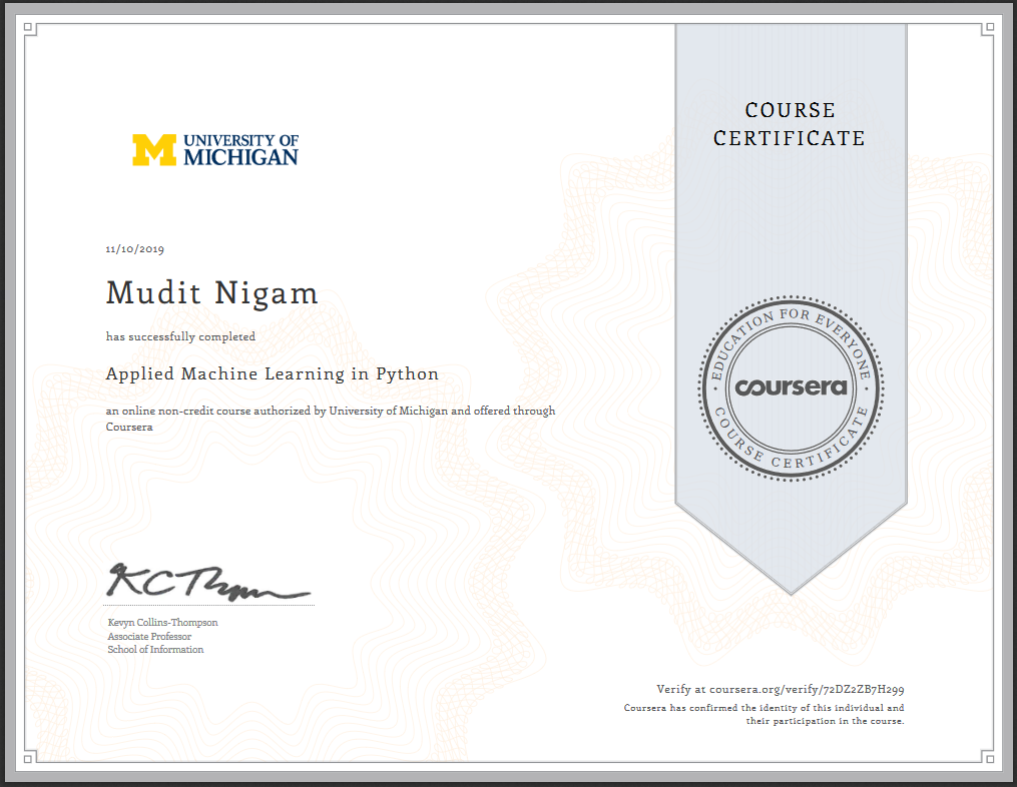 UNIVERSITY OF
MICHIGAN
COURSE
CERTIFICATE
11/10/2019
Mudit Nigam
has successfully completed
Applied Machine Learning in Python
an online non-credit course authorized by University of Michigan and offered through
Coursera
EDUCATION FOR EVERYONE
coursera
COURSE CERTIFICATE
Kevyn Collins-Thompson
Associate Professor
School of Information
Verify at coursera.org/verify/72DZ2ZB7H299
Coursera has confirmed the identity of this individual and
their participation in the course.